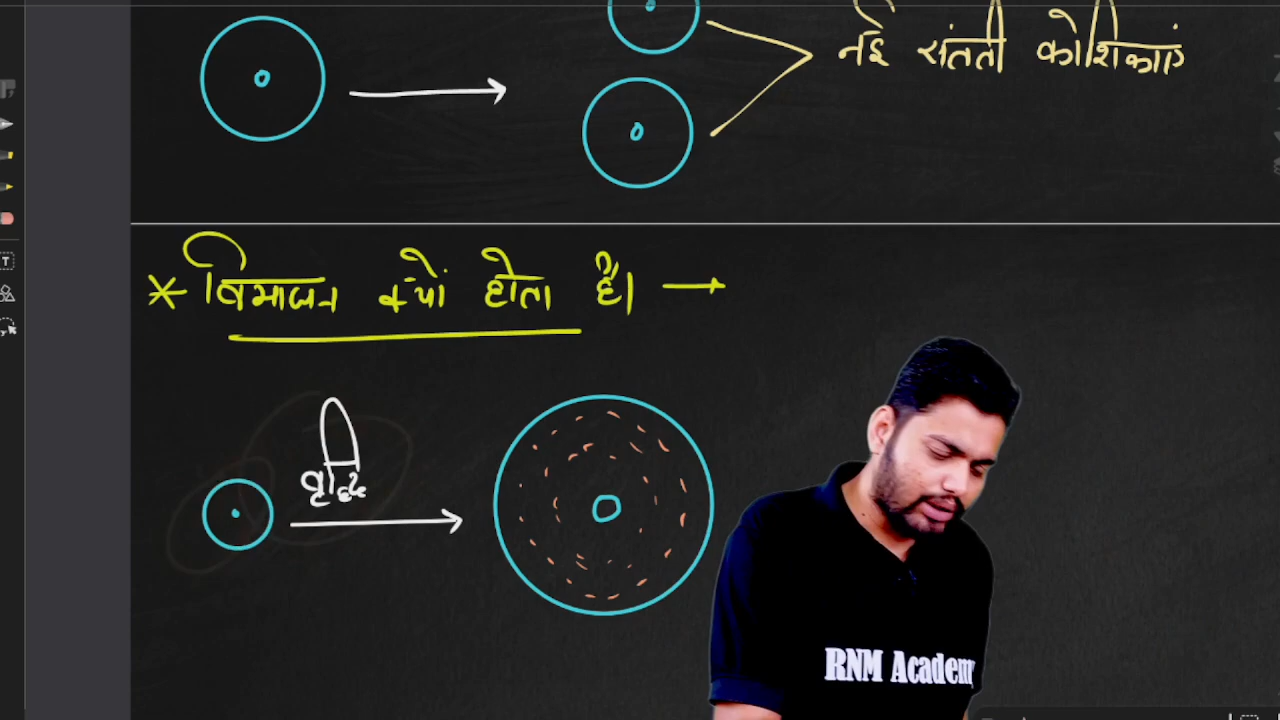 नई संतती कोशिकाएं
* विभाजन क्यों होता है। →
वृद्धि
RNM Academy
T